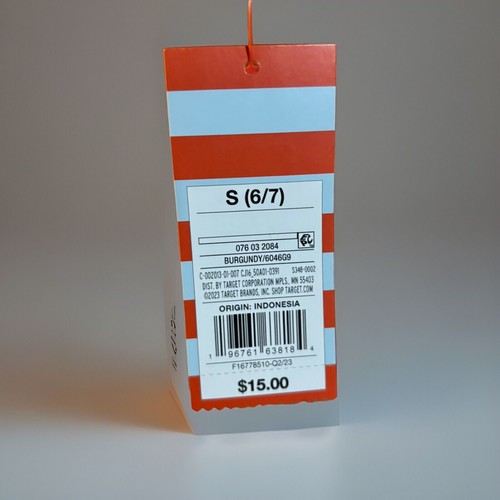 S (6/7)
076 03 2084
BURGUNDY/6046G9
C-002013-01-007 CJ16_50A01-0391 5348-0002
DIST. BY TARGET CORPORATION MPLS., MN 55403
©2023 TARGET BRANDS, INC. SHOP TARGET.COM
ORIGIN: INDONESIA
1 96761 63818 4
F16778510-Q2/23
$15.00